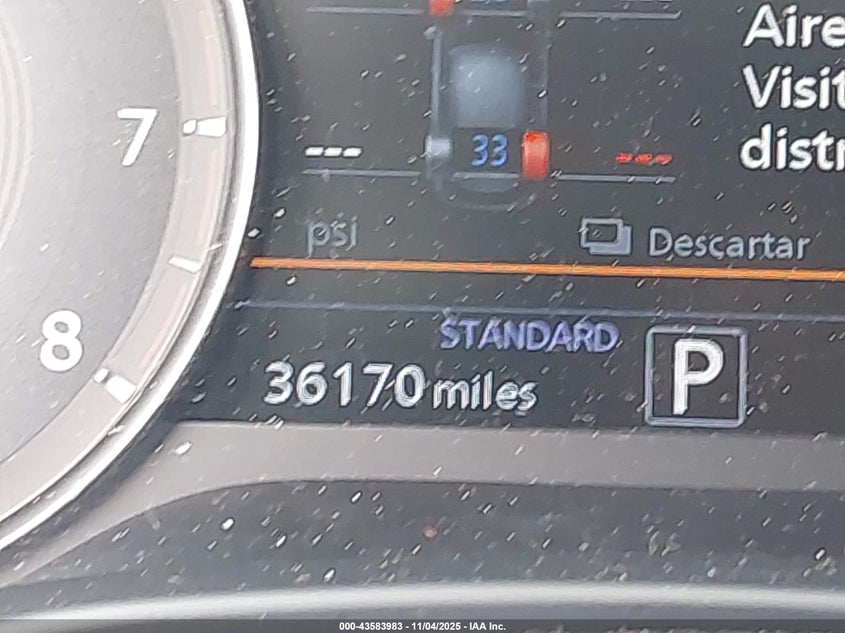 Aire
Visit
7
33
distr
--- ---
psi
Descartar
8
STANDARD
36170 miles
P
000-43583983 - 11/04/2025 - IAA Inc.